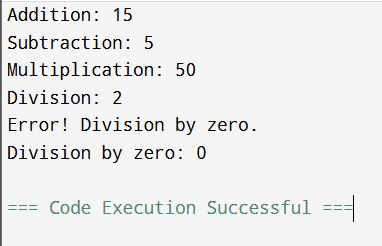 Addition: 15
Subtraction: 5
Multiplication: 50
Division: 2
Error! Division by zero.
Division by zero: 0
=== Code Execution Successful ===